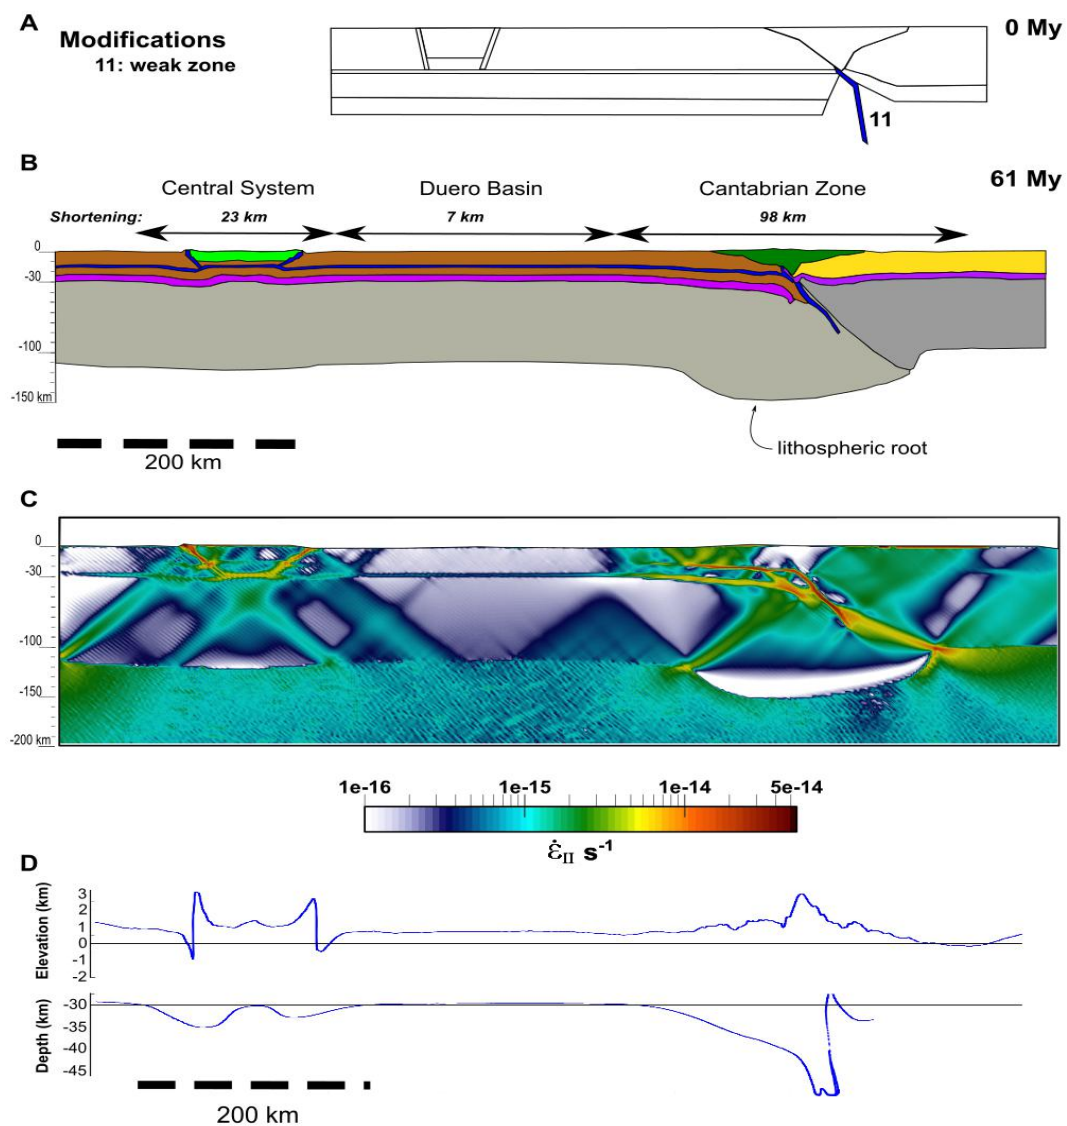 A
Modifications
11: weak zone
0 My
11
B
61 My
Central System
Duero Basin
Cantabrian Zone
Shortening:
23 km
7 km
98 km
0
-30
-100
-150 km
lithospheric root
200 km
C
0
-30
-100
-150
-200 km
1e-16
1e-15
1e-14
5e-14
ε̇II s-1
D
Elevation (km)
3
2
1
0
-1
-2
Depth (km)
-30
-35
-40
-45
200 km